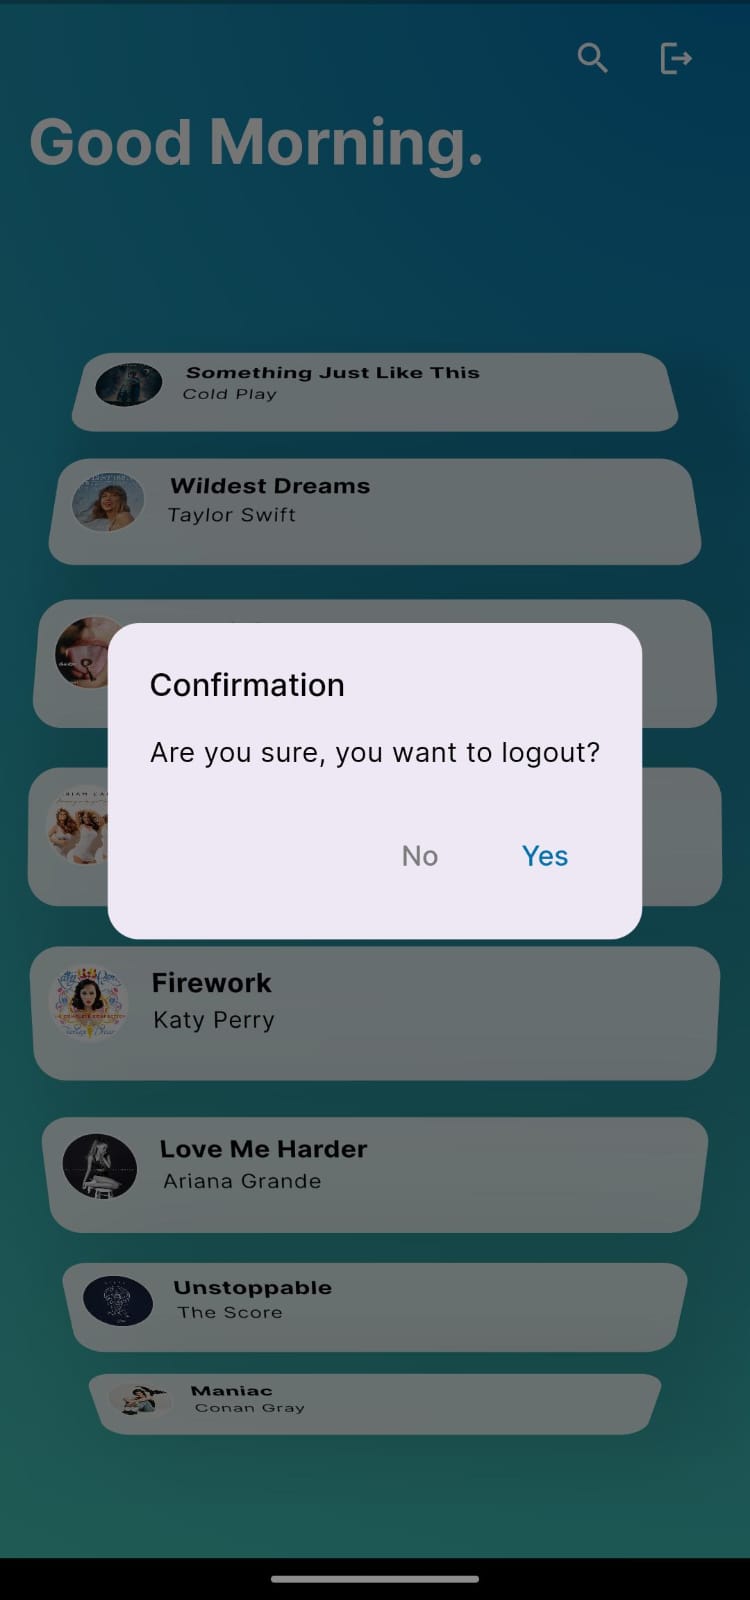 Good Morning.
Something Just Like This
Cold Play
Wildest Dreams
Taylor Swift
Confirmation
Are you sure, you want to logout?
No
Yes
Firework
Katy Perry
Love Me Harder
Ariana Grande
Unstoppable
The Score
Maniac
Conan Gray